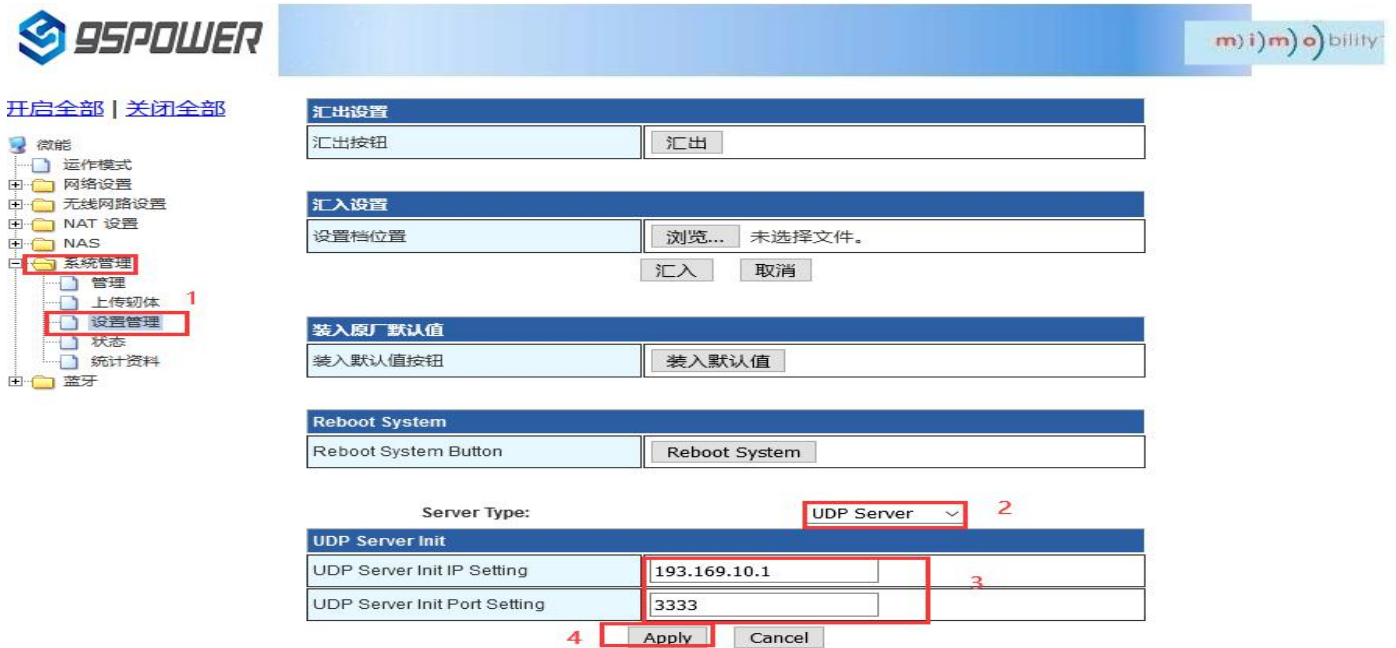 gsPOWER
m)i)m)o)bility
开启全部 | 关闭全部
微能
运作模式
网络设置
无线网路设置
NAT 设置
NAS
系统管理
管理
上传轫体
1
设置管理
状态
统计资料
蓝牙
汇出设置
汇出按钮 汇出
汇入设置
设置档位置 浏览... 未选择文件。
汇入 取消
装入原厂默认值
装入默认值按钮 装入默认值
Reboot System
Reboot System Button Reboot System
Server Type: UDP Server 2
UDP Server Init
UDP Server Init IP Setting 193.169.10.1
3
UDP Server Init Port Setting 3333
4 Apply Cancel